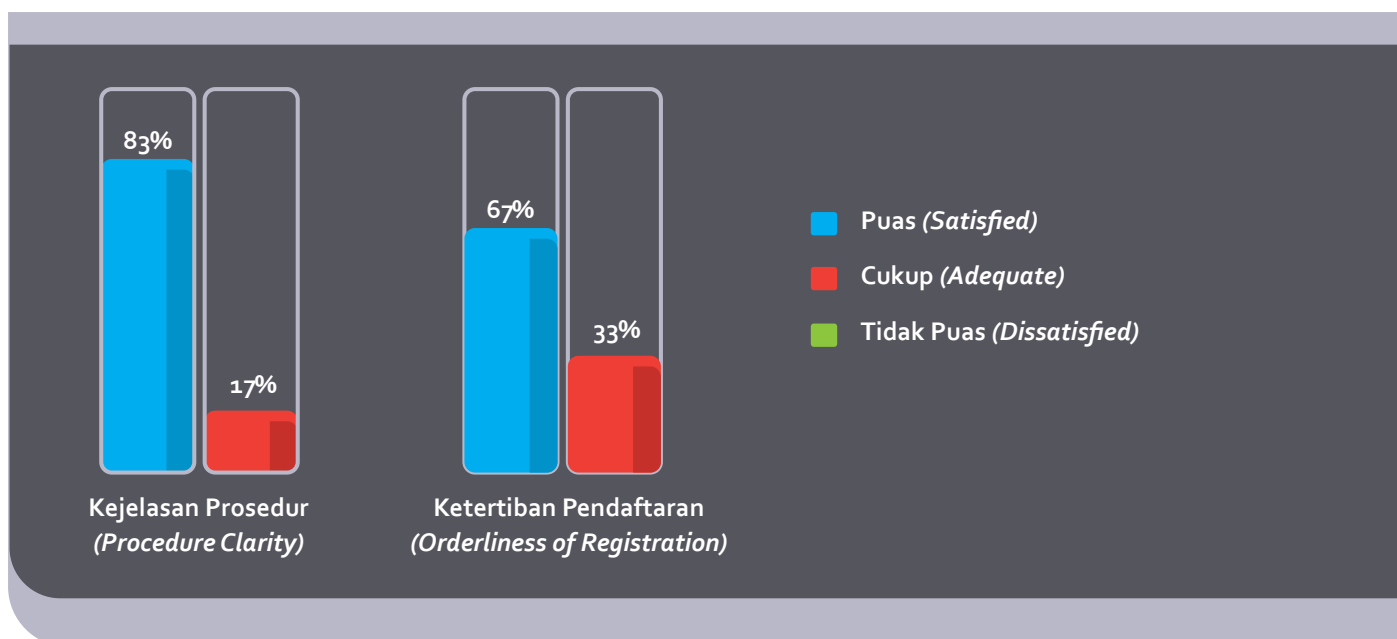 83%
17%
Kejelasan Prosedur
(Procedure Clarity)
67%
33%
Ketertiban Pendaftaran
(Orderliness of Registration)
Puas (Satisfied)
Cukup (Adequate)
Tidak Puas (Dissatisfied)